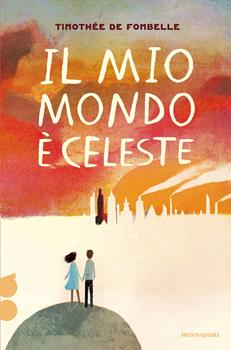 TIMOTHÉE DE FOMBELLE
IL MIO
MONDO
È CELESTE
MONDADORI